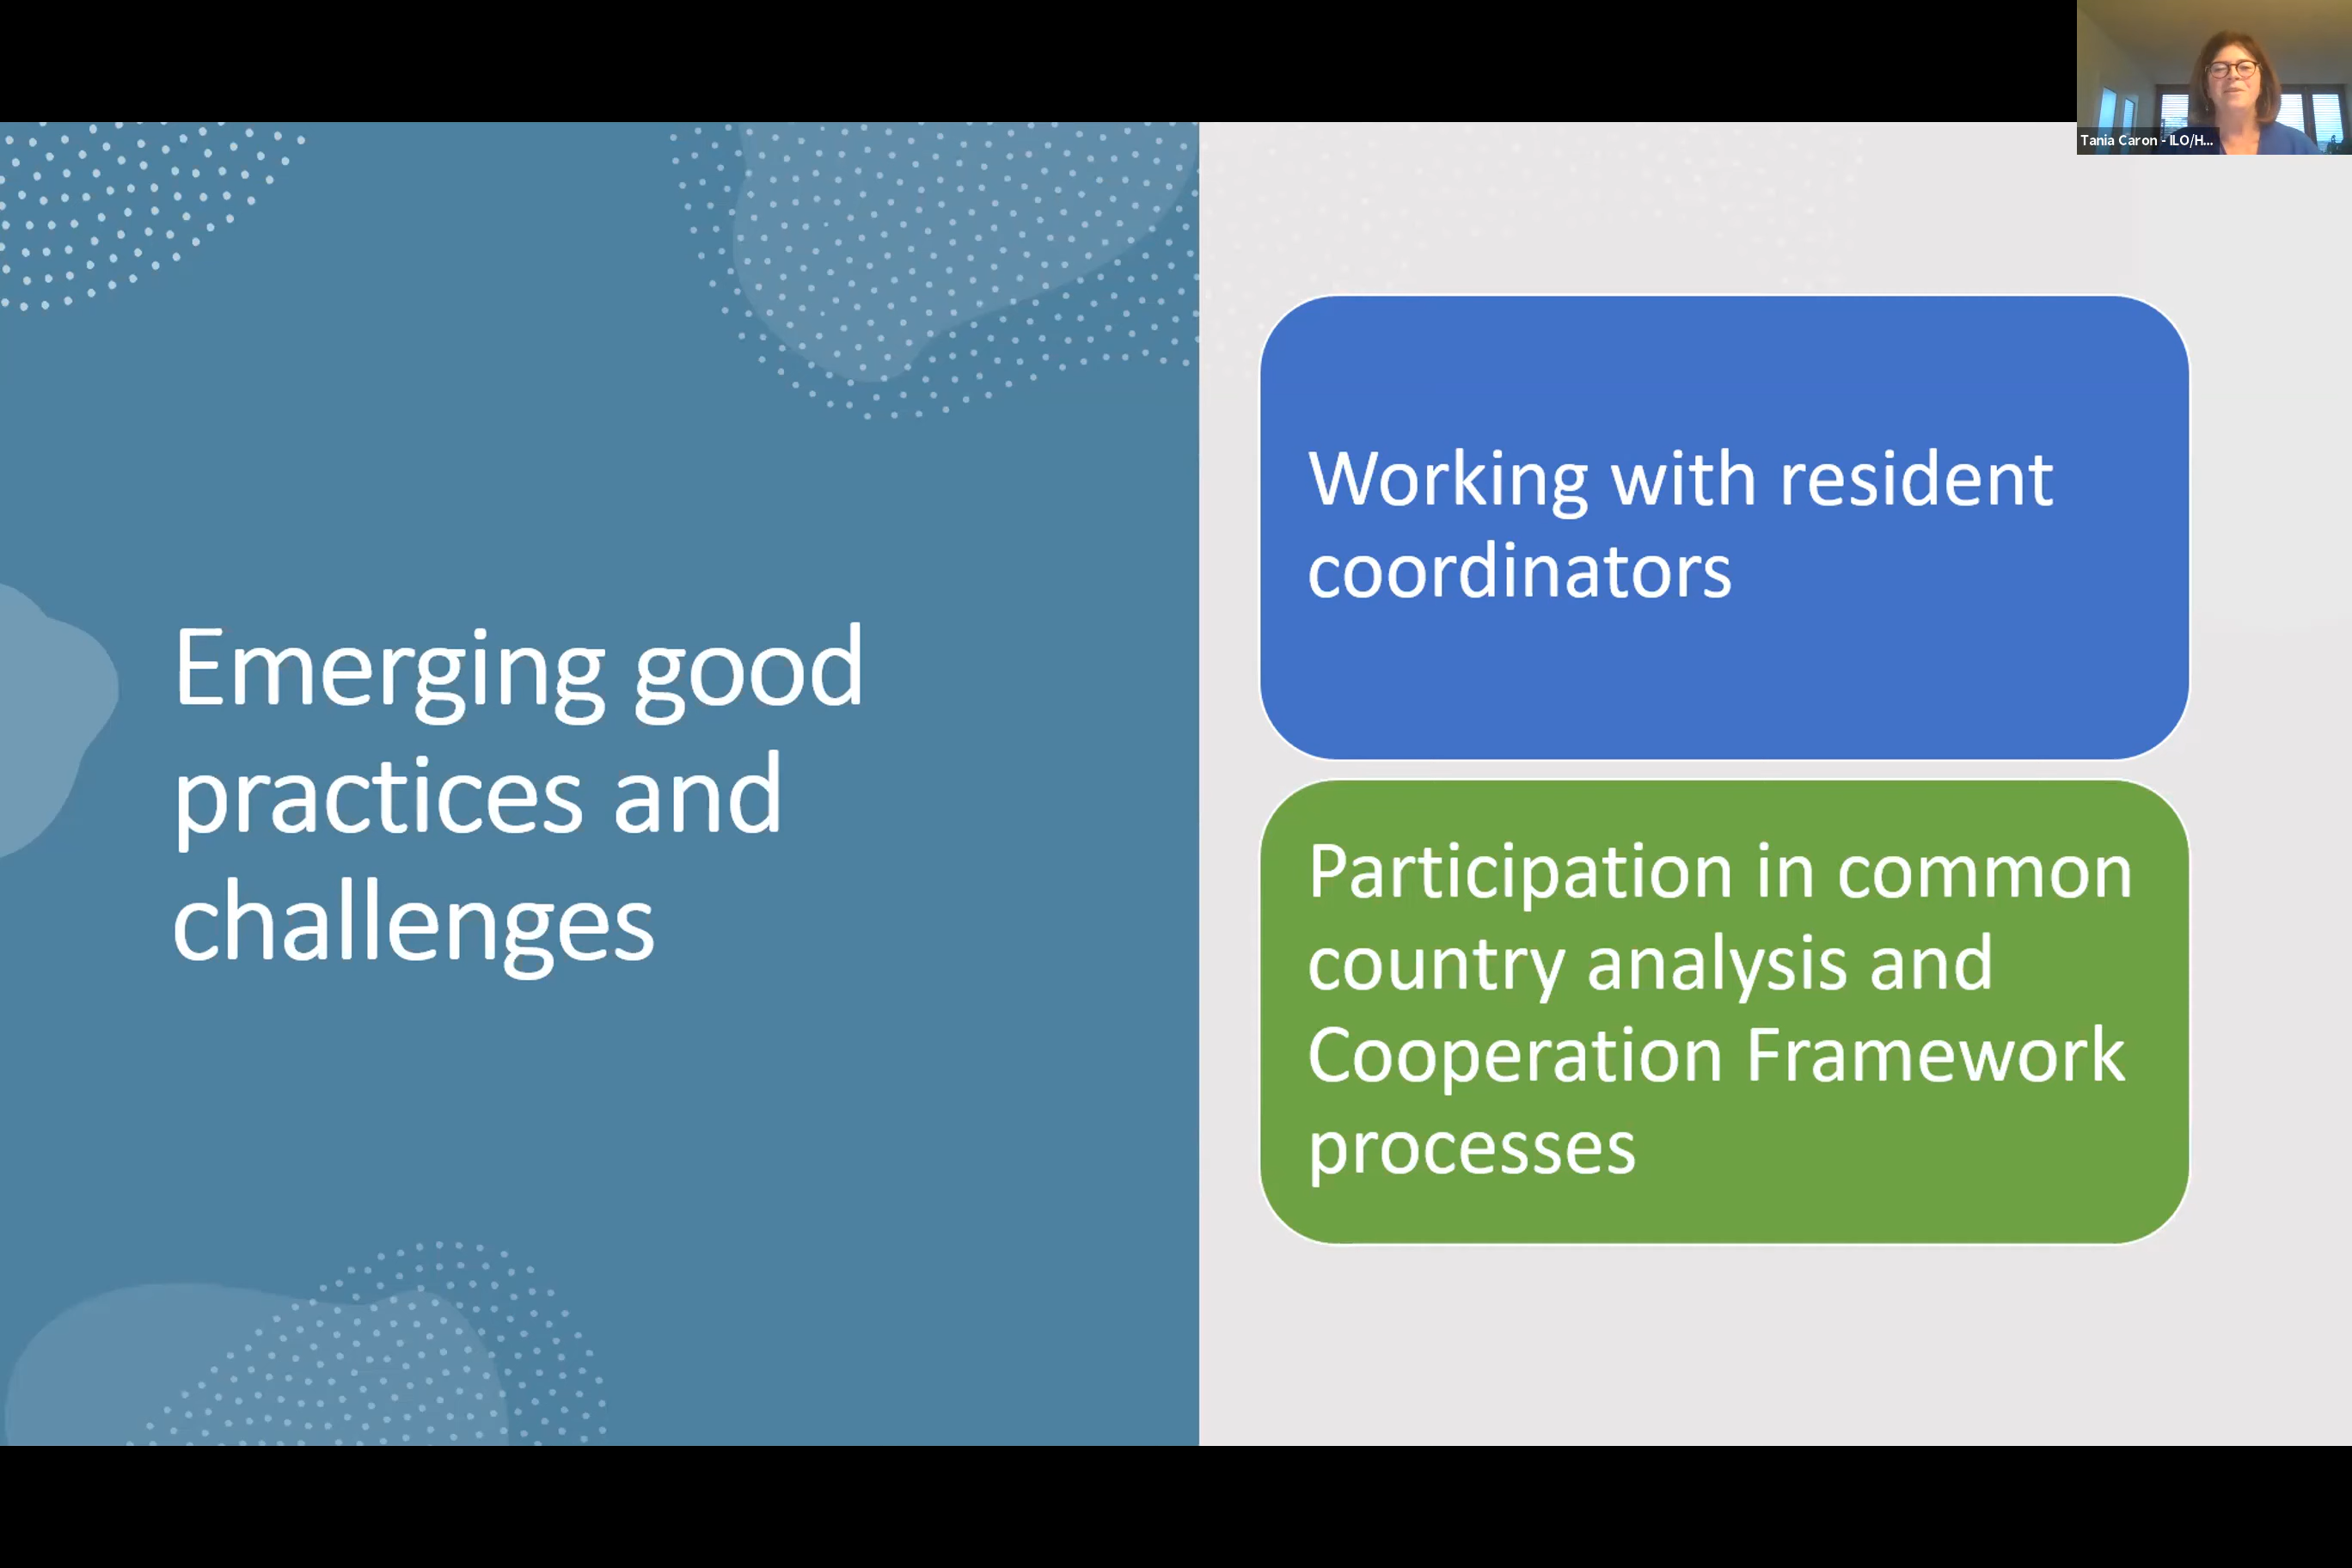 Tania Caron - ILO/H...
Emerging good
practices and
challenges
Working with resident
coordinators
Participation in common
country analysis and
Cooperation Framework
processes